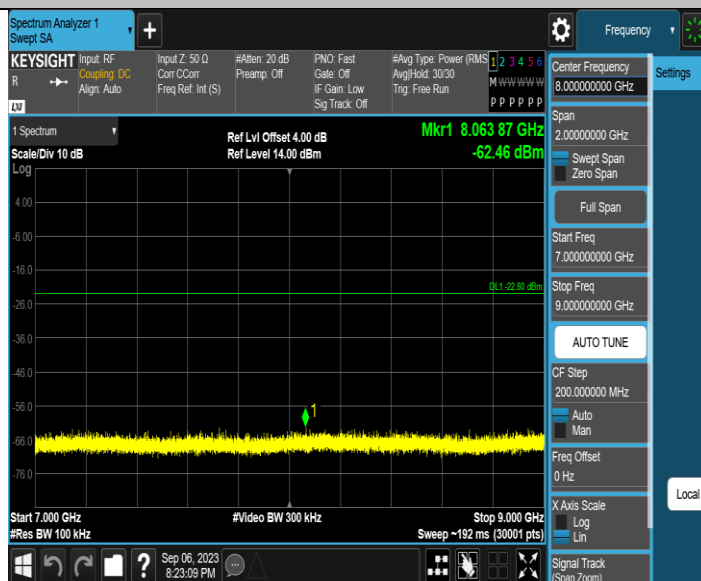 Spectrum Analyzer 1
Swept SA
+
Frequency
KEYSIGHT
R
LXI
Input: RF
Coupling: DC
Align: Auto
Input Z: 50 Ω
Corr CCorr
Freq Ref: Int (S)
#Atten: 20 dB
Preamp: Off
PNO: Fast
Gate: Off
IF Gain: Low
Sig Track: Off
#Avg Type: Power (RMS
Avg|Hold: 30/30
Trig: Free Run
1 2 3 4 5 6
M W W W W W
P P P P P P
1 Spectrum
Scale/Div 10 dB
Log
Ref Lvl Offset 4.00 dB
Ref Level 14.00 dBm
Mkr1 8.063 87 GHz
-62.46 dBm
4.00
-6.00
-16.0
-26.0
-36.0
-46.0
-56.0
-66.0
-76.0
DL1 -22.80 dBm
1
Start 7.000 GHz
#Res BW 100 kHz
#Video BW 300 kHz
Stop 9.000 GHz
Sweep ~192 ms (30001 pts)
?
Sep 06, 2023
8:23:09 PM
Center Frequency
8.000000000 GHz
Span
2.00000000 GHz
Swept Span
Zero Span
Full Span
Start Freq
7.000000000 GHz
Stop Freq
9.000000000 GHz
AUTO TUNE
CF Step
200.000000 MHz
Auto
Man
Freq Offset
0 Hz
X Axis Scale
Log
Lin
Signal Track
(Span Zoom)
Settings
Local